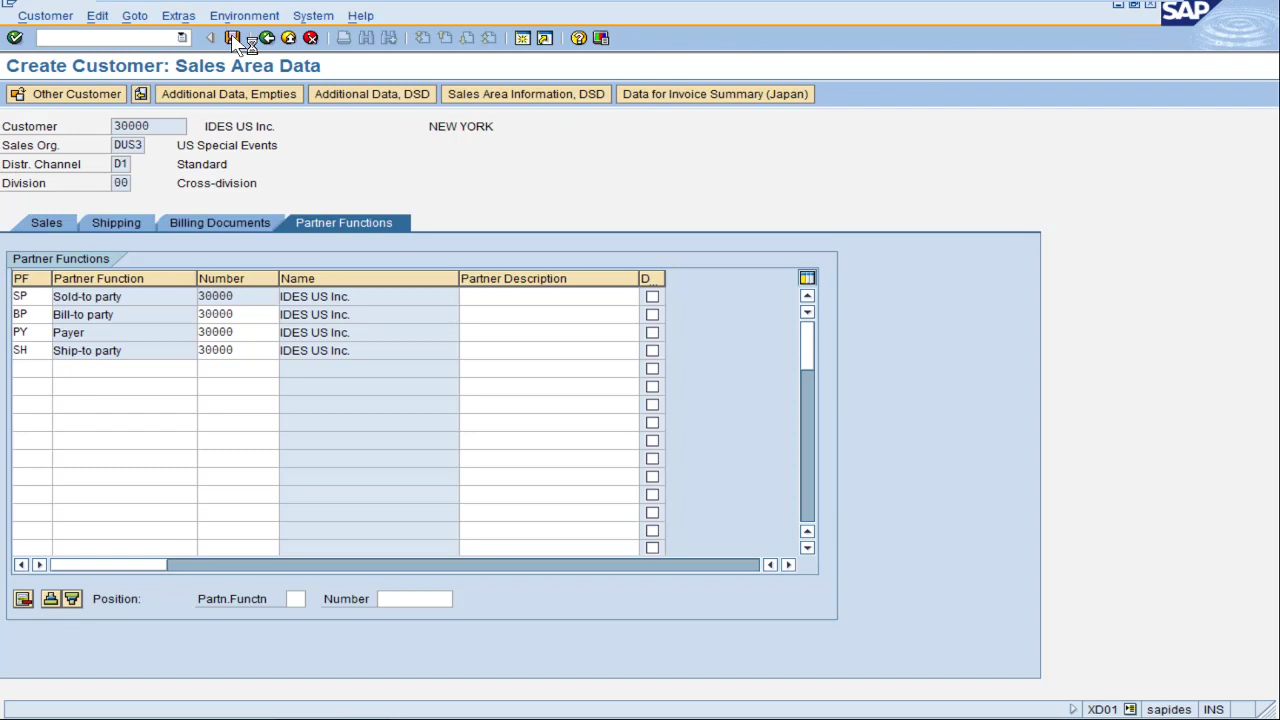 Customer Edit Goto Extras Environment System Help
SAP
Create Customer: Sales Area Data
Other Customer Additional Data, Empties Additional Data, DSD Sales Area Information, DSD Data for Invoice Summary (Japan)
Customer 30000 IDES US Inc. NEW YORK
Sales Org. DUS3 US Special Events
Distr. Channel D1 Standard
Division 00 Cross-division
Sales Shipping Billing Documents Partner Functions
Partner Functions
PF Partner Function Number Name Partner Description D...
SP Sold-to party 30000 IDES US Inc.
BP Bill-to party 30000 IDES US Inc.
PY Payer 30000 IDES US Inc.
SH Ship-to party 30000 IDES US Inc.
Position: Partn.Functn Number
XD01 sapides INS